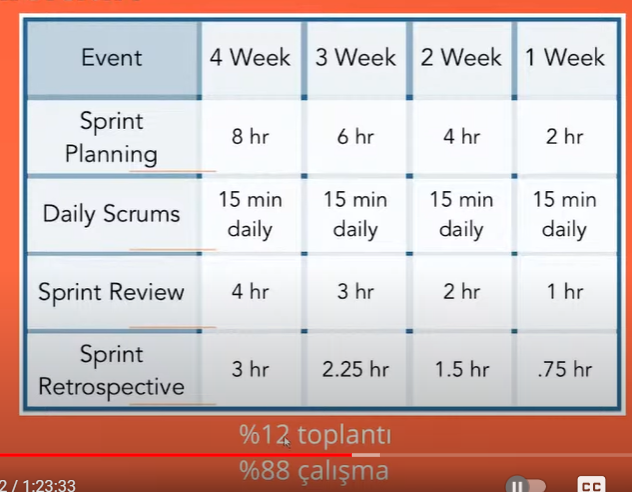 Event 4 Week 3 Week 2 Week 1 Week
Sprint
Planning
8 hr 6 hr 4 hr 2 hr
Daily Scrums
15 min 15 min 15 min 15 min
daily daily daily daily
Sprint Review 4 hr 3 hr 2 hr 1 hr
Sprint
Retrospective
3 hr 2.25 hr 1.5 hr .75 hr
%12 toplantı
%88 çalışma
2 / 1:23:33
CC